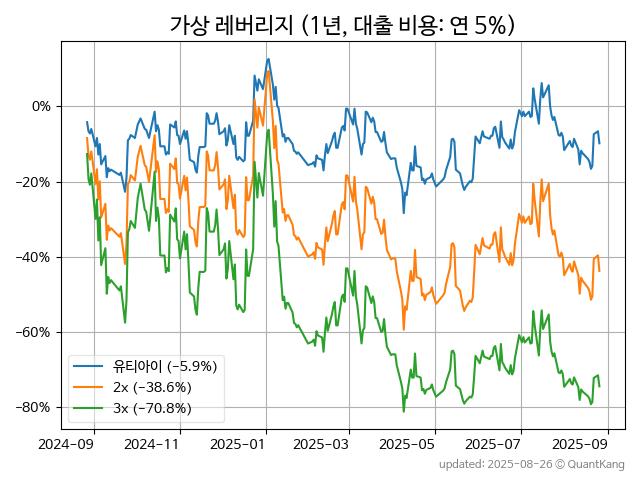 가상 레버리지 (1년, 대출 비용: 연 5%)
0%
−20%
−40%
−60%
−80%
유티아이 (−5.9%)
2x (−38.6%)
3x (−70.8%)
2024-09 2024-11 2025-01 2025-03 2025-05 2025-07 2025-09
updated: 2025-08-26 © QuantKang